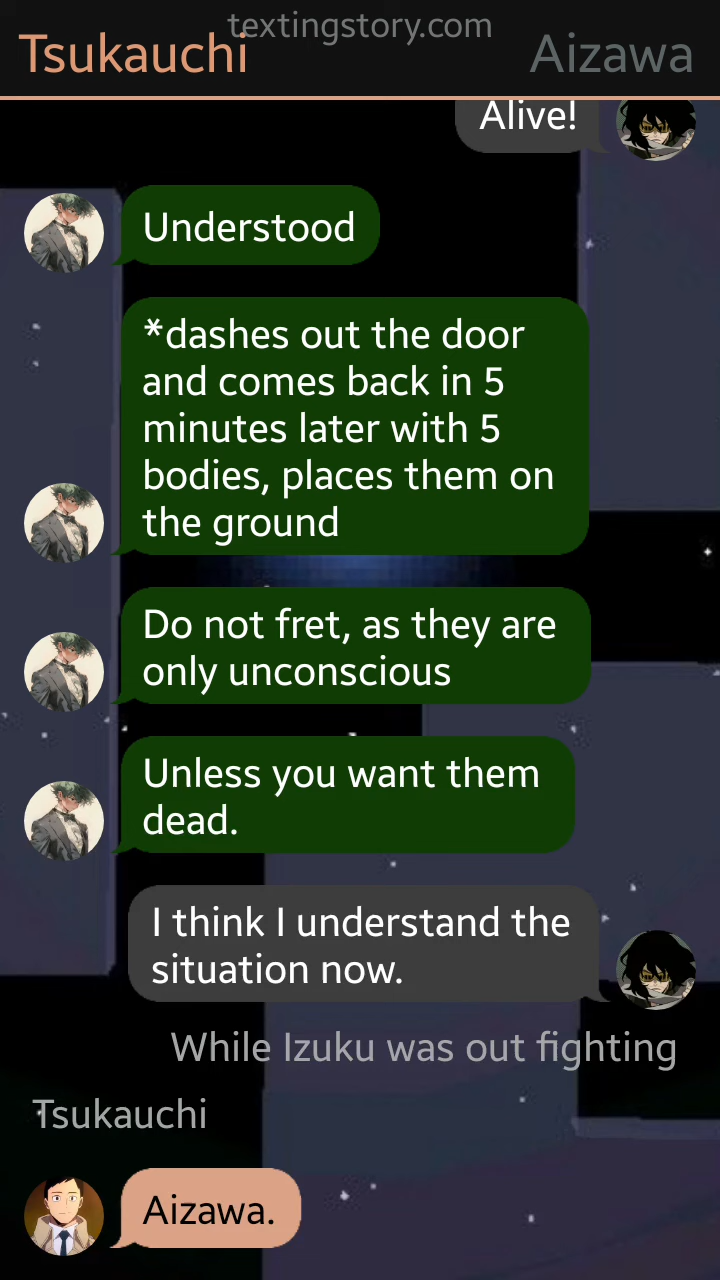 textingstory.com
Tsukauchi
Aizawa
Alive!
Understood
*dashes out the door
and comes back in 5
minutes later with 5
bodies, places them on
the ground
Do not fret, as they are
only unconscious
Unless you want them
dead.
I think I understand the
situation now.
While Izuku was out fighting
Tsukauchi
Aizawa.